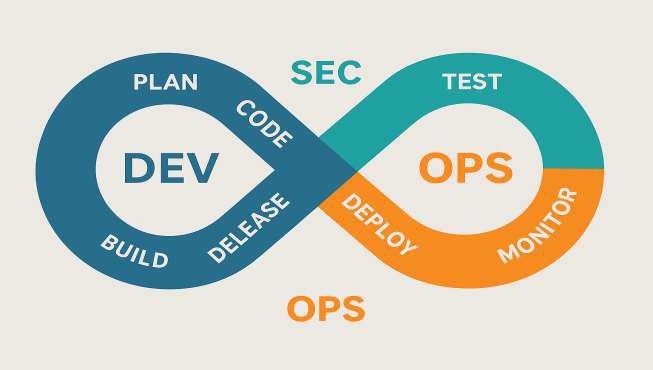 SEC
PLAN
CODE
TEST
DEV
OPS
BUILD
DELEASE
DEPLOY
MONITOR
OPS